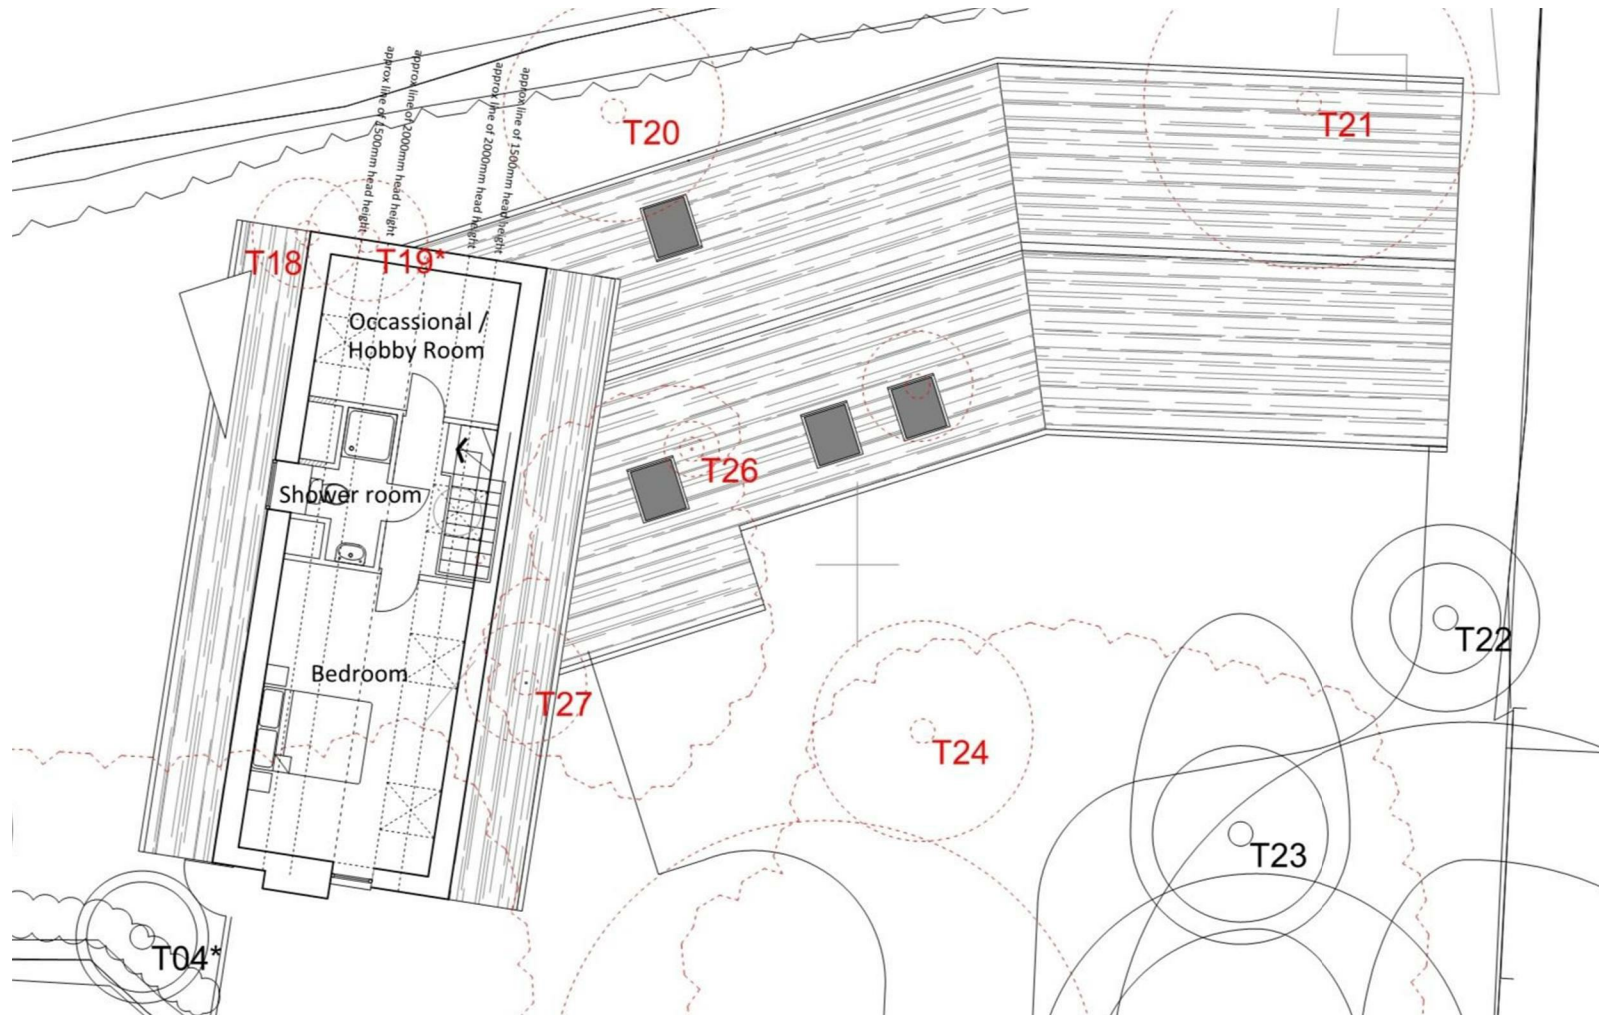 approx line of 1500mm head height
approx line of 2000mm head height
approx line of 2000mm head height
approx line of 1500mm head height
T20
T21
T18
T19*
Occassional /
Hobby Room
T26
Shower room
T22
Bedroom
T27
T24
T23
T04*